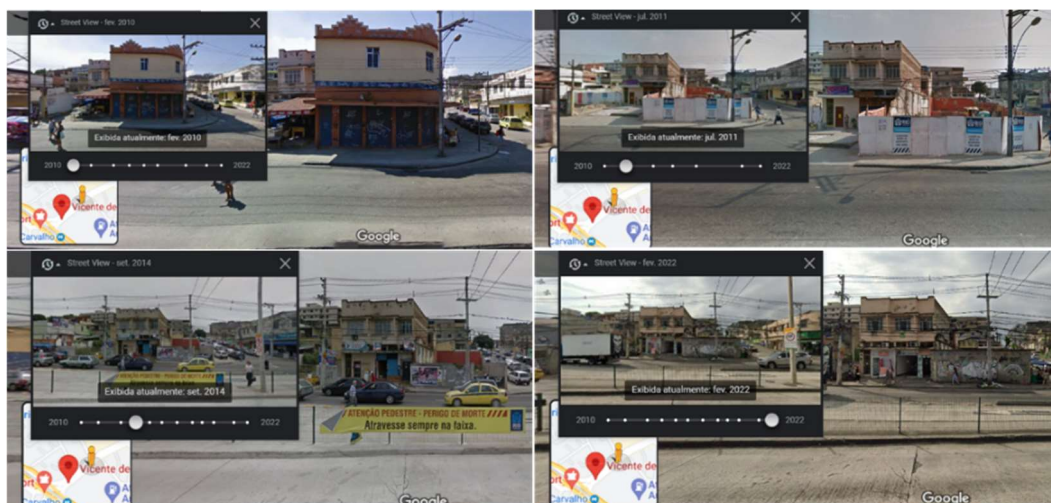 Street View - fev. 2010
Exibida atualmente: fev. 2010
2010
2022
Vicente de
Carvalho
Google
Street View - jul. 2011
Exibida atualmente: jul. 2011
2010
2022
Vicente de
Carvalho
Google
Street View - set. 2014
Exibida atualmente: set. 2014
2010
2022
ATENÇÃO PEDESTRE - PERIGO DE MORTE
Atravesse sempre na faixa.
Vicente de
Carvalho
Google
Street View - fev. 2022
Exibida atualmente: fev. 2022
2010
2022
Vicente de
Carvalho
Google